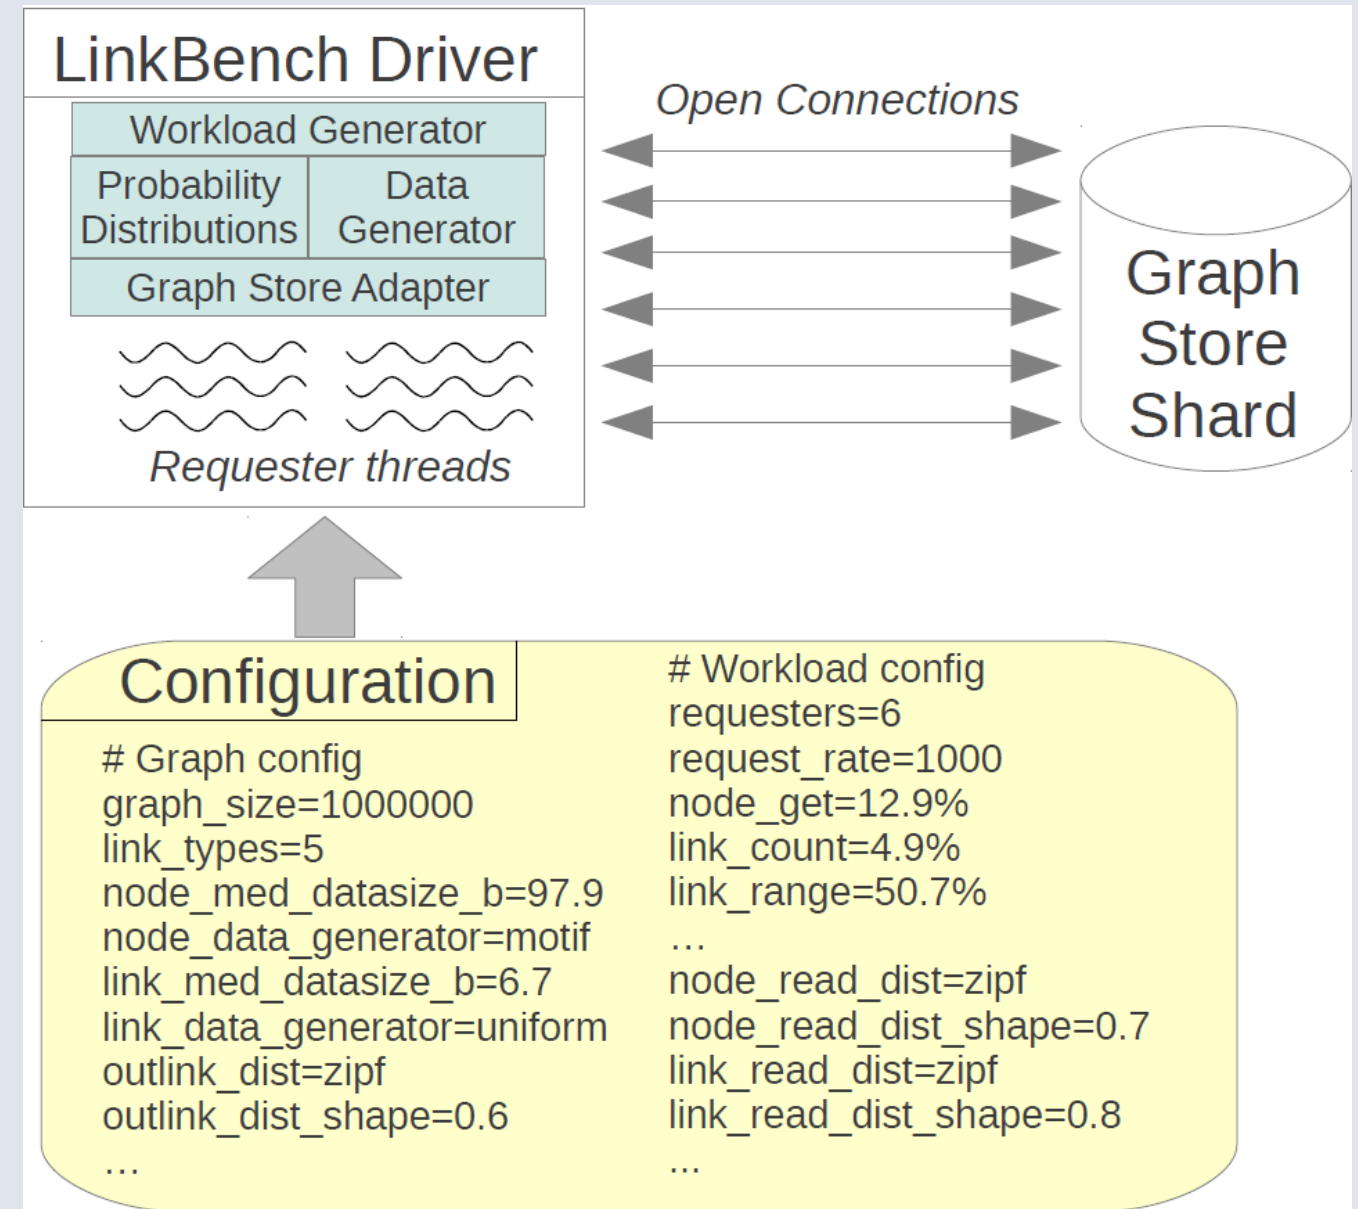 LinkBench Driver
Workload Generator
Probability
Distributions
Data
Generator
Graph Store Adapter
Requester threads
Open Connections
Graph
Store
Shard
Configuration
# Graph config
graph_size=1000000
link_types=5
node_med_datasize_b=97.9
node_data_generator=motif
link_med_datasize_b=6.7
link_data_generator=uniform
outlink_dist=zipf
outlink_dist_shape=0.6
…
# Workload config
requesters=6
request_rate=1000
node_get=12.9%
link_count=4.9%
link_range=50.7%
…
node_read_dist=zipf
node_read_dist_shape=0.7
link_read_dist=zipf
link_read_dist_shape=0.8
...